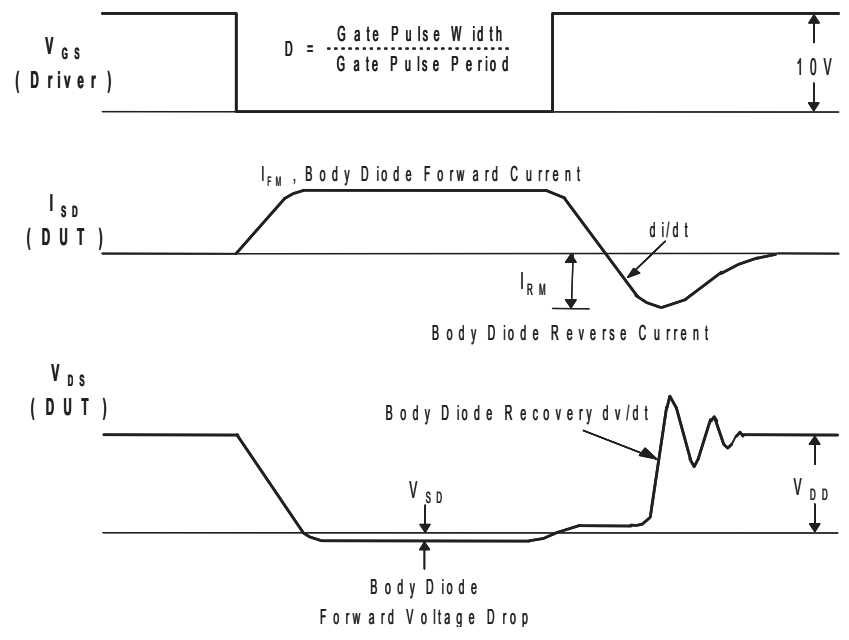 V_GS
(Driver)
D = Gate Pulse Width
Gate Pulse Period
10V
I_FM , Body Diode Forward Current
I_SD
(DUT)
di/dt
I_RM
Body Diode Reverse Current
V_DS
(DUT)
Body Diode Recovery dv/dt
V_SD
V_DD
Body Diode
Forward Voltage Drop